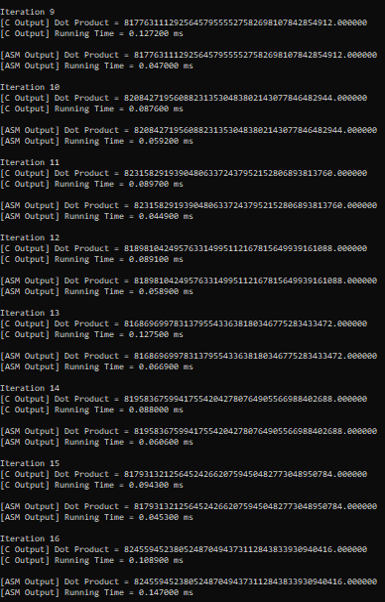 Iteration 9
[C Output] Dot Product = 817763111292564579555527582698107842854912.000000
[C Output] Running Time = 0.127200 ms
[ASM Output] Dot Product = 817763111292564579555527582698107842854912.000000
[ASM Output] Running Time = 0.047000 ms
Iteration 10
[C Output] Dot Product = 820842719560882313530483802143077846482944.000000
[C Output] Running Time = 0.087600 ms
[ASM Output] Dot Product = 820842719560882313530483802143077846482944.000000
[ASM Output] Running Time = 0.059200 ms
Iteration 11
[C Output] Dot Product = 823158291939048063372437952152806893813760.000000
[C Output] Running Time = 0.089700 ms
[ASM Output] Dot Product = 823158291939048063372437952152806893813760.000000
[ASM Output] Running Time = 0.044900 ms
Iteration 12
[C Output] Dot Product = 818981042495763314995112167815649939161088.000000
[C Output] Running Time = 0.089100 ms
[ASM Output] Dot Product = 818981042495763314995112167815649939161088.000000
[ASM Output] Running Time = 0.058900 ms
Iteration 13
[C Output] Dot Product = 816869699783137955433638180346775283433472.000000
[C Output] Running Time = 0.127500 ms
[ASM Output] Dot Product = 816869699783137955433638180346775283433472.000000
[ASM Output] Running Time = 0.066900 ms
Iteration 14
[C Output] Dot Product = 8195836759941755420427807649055669884402688.000000
[C Output] Running Time = 0.088000 ms
[ASM Output] Dot Product = 8195836759941755420427807649055669884402688.000000
[ASM Output] Running Time = 0.060600 ms
Iteration 15
[C Output] Dot Product = 817931321256452426620759450482773048950784.000000
[C Output] Running Time = 0.094300 ms
[ASM Output] Dot Product = 817931321256452426620759450482773048950784.000000
[ASM Output] Running Time = 0.045300 ms
Iteration 16
[C Output] Dot Product = 8245594523805248704943731128438339309404​16.000000
[C Output] Running Time = 0.108900 ms
[ASM Output] Dot Product = 8245594523805248704943731128438339309404​16.000000
[ASM Output] Running Time = 0.147000 ms